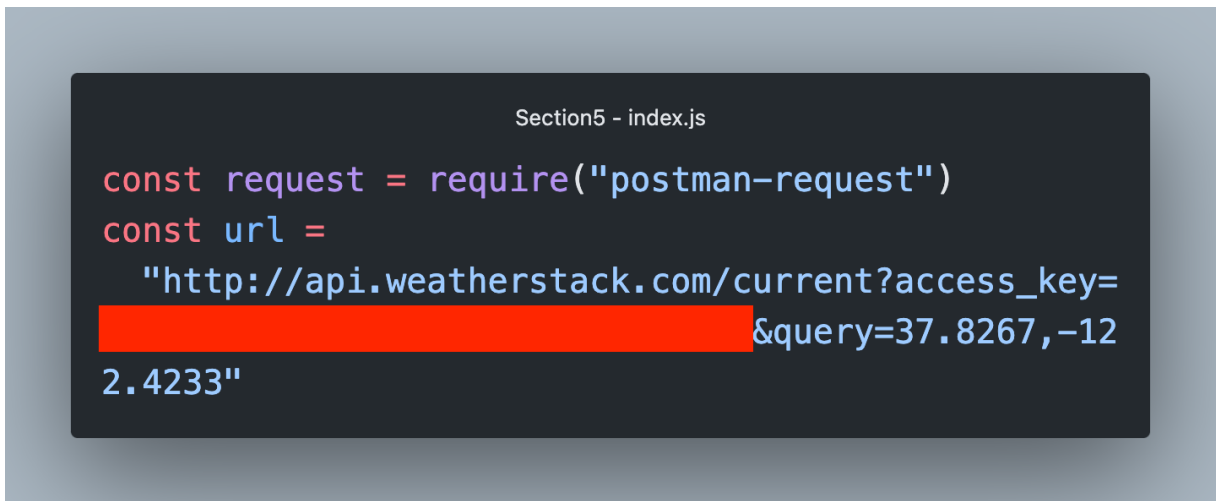 Section5 - index.js
const request = require("postman-request")
const url =
"http://api.weatherstack.com/current?access_key=
&query=37.8267,-12
2.4233"